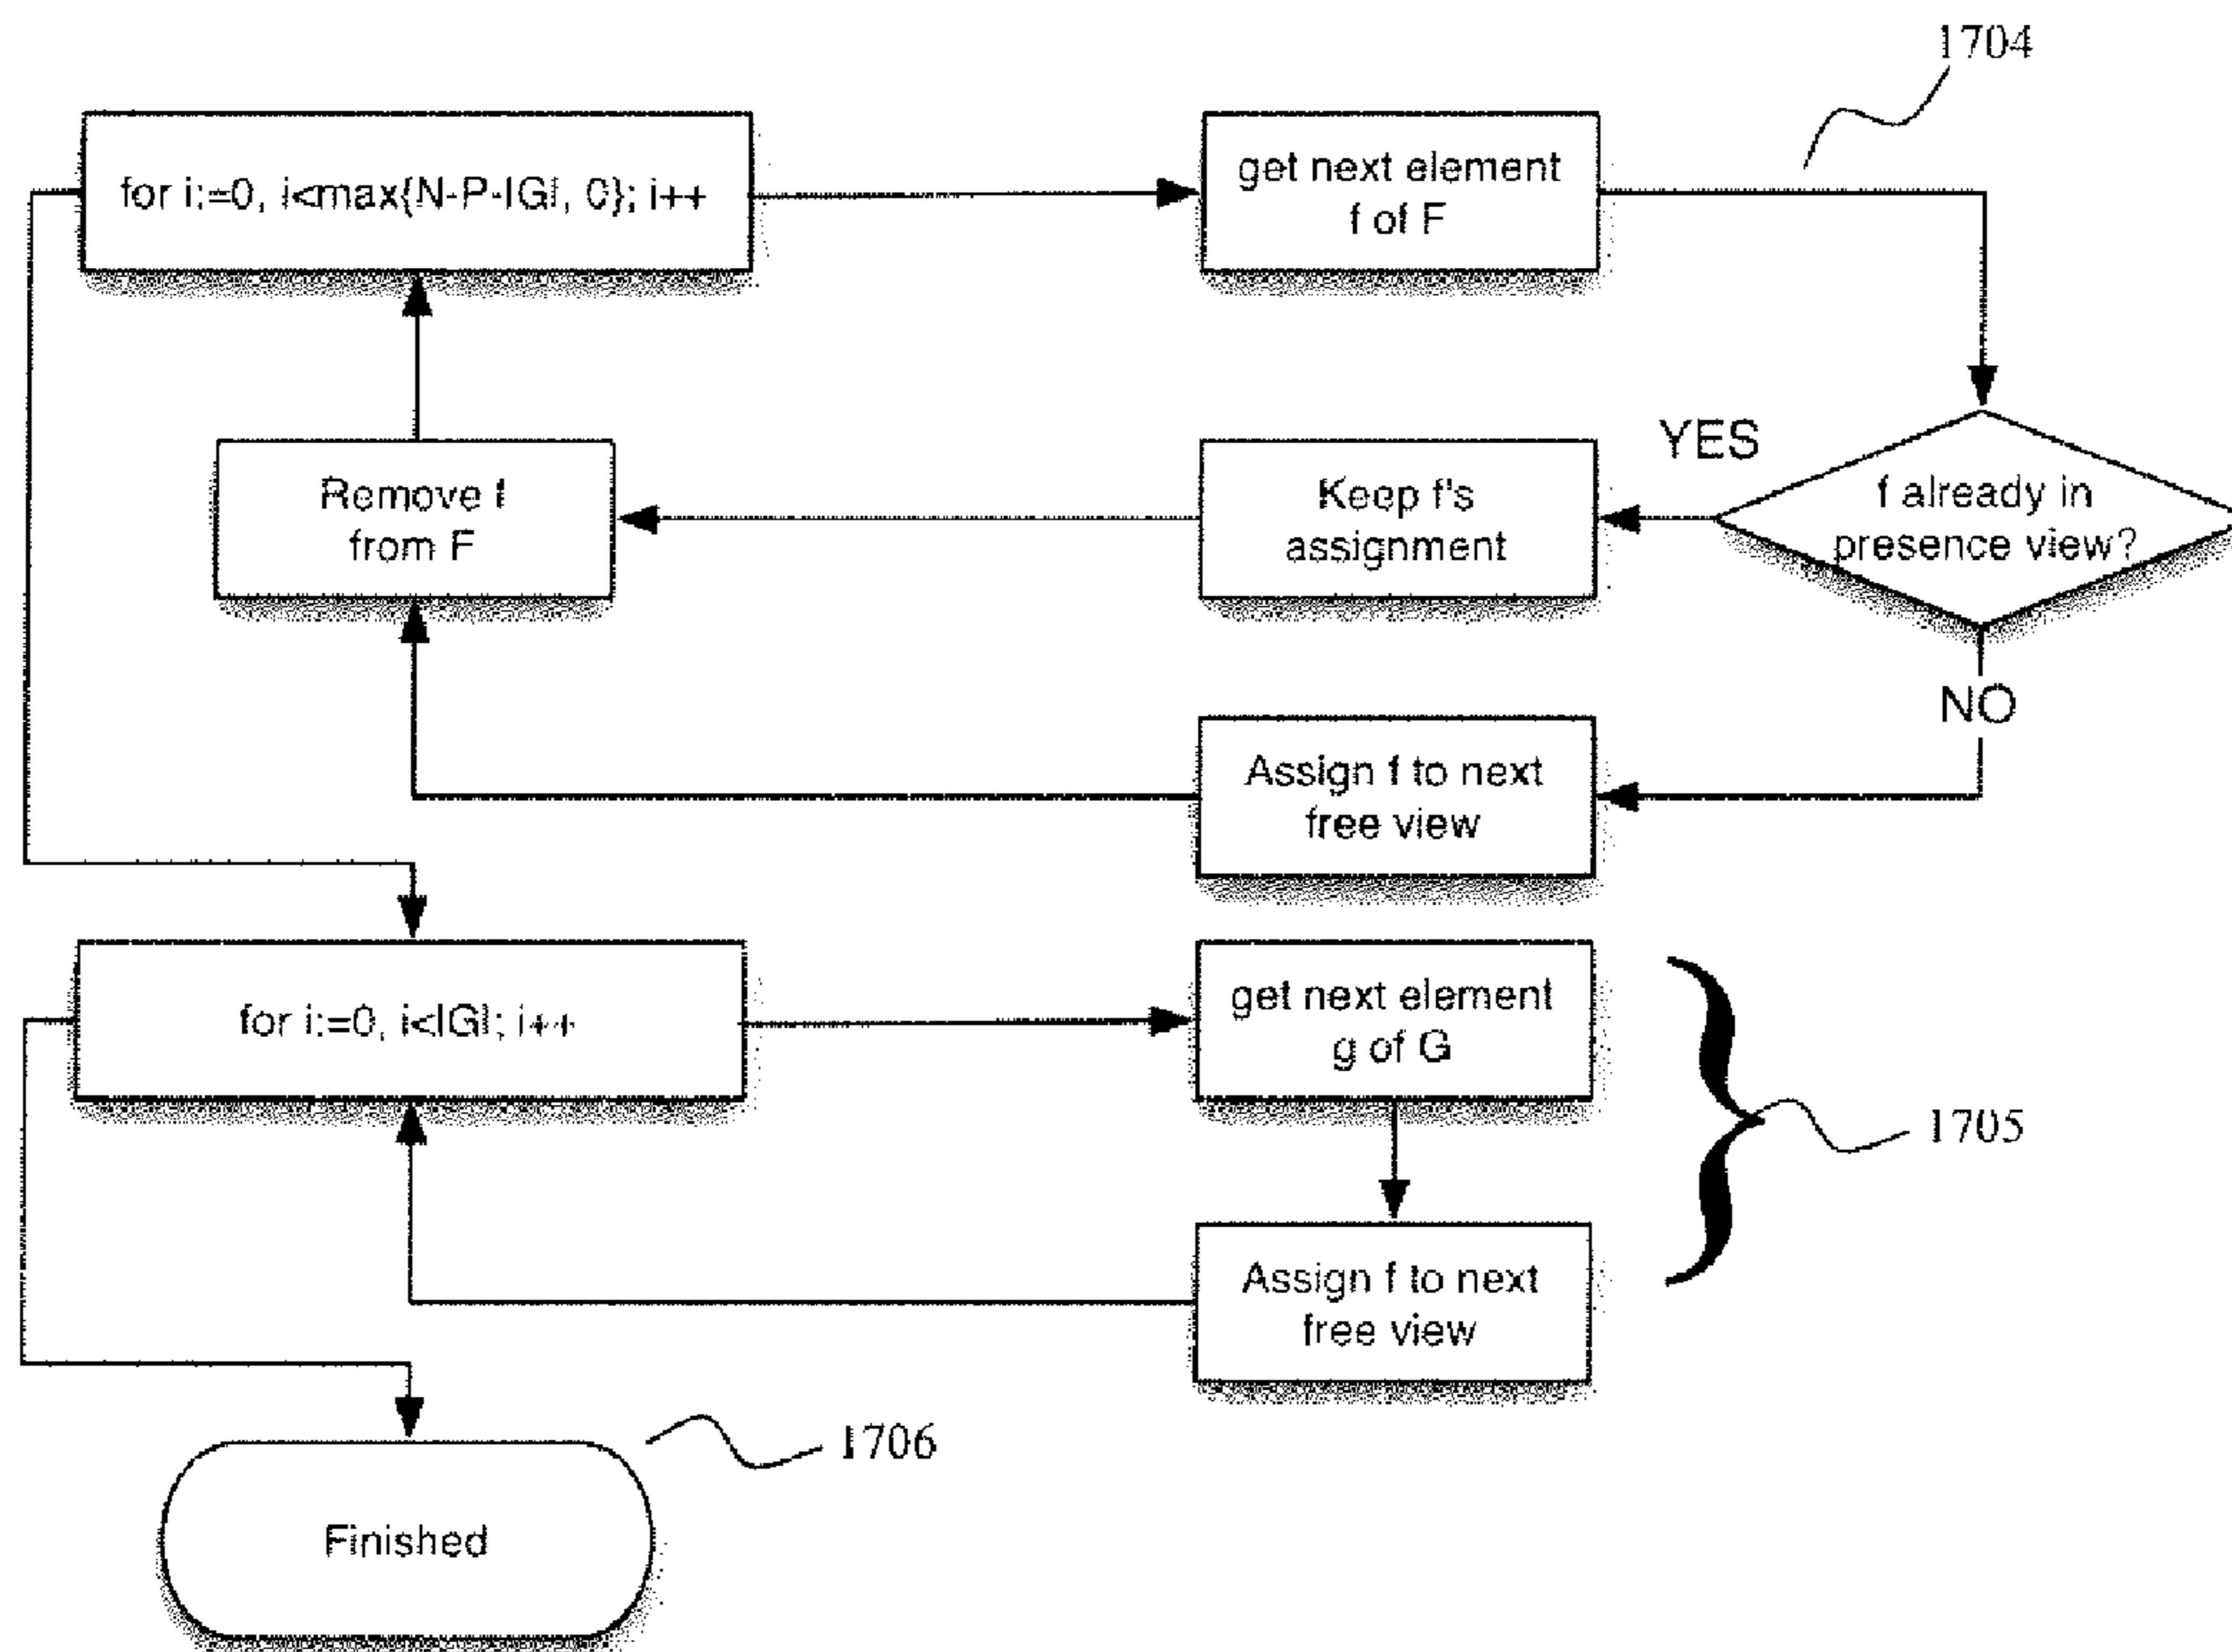 1704
for i:=0, i<max{N-P-|G|, 0}; i++
get next element
f of F
YES
f already in
presence view?
Keep f's
assignment
Remove f
from F
NO
Assign f to next
free view
for i:=0, i<|G|; i++
get next element
g of G
1705
Assign f to next
free view
1706
Finished